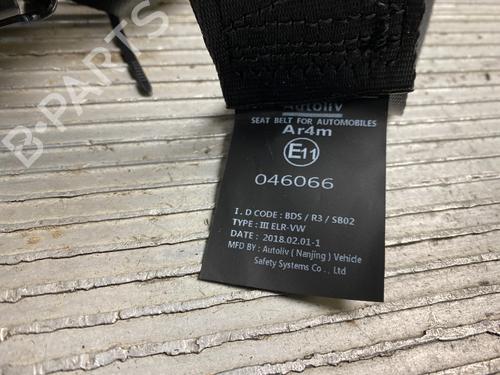 B-PARTS
Autoliv
SEAT BELT FOR AUTOMOBILES
Ar4m
E11
046066
I . D CODE : BDS / R3 / SB02
TYPE : III ELR-VW
DATE : 2018.02.01-1
MFD BY : Autoliv ( Nanjing ) Vehicle
Safety Systems Co . . Ltd